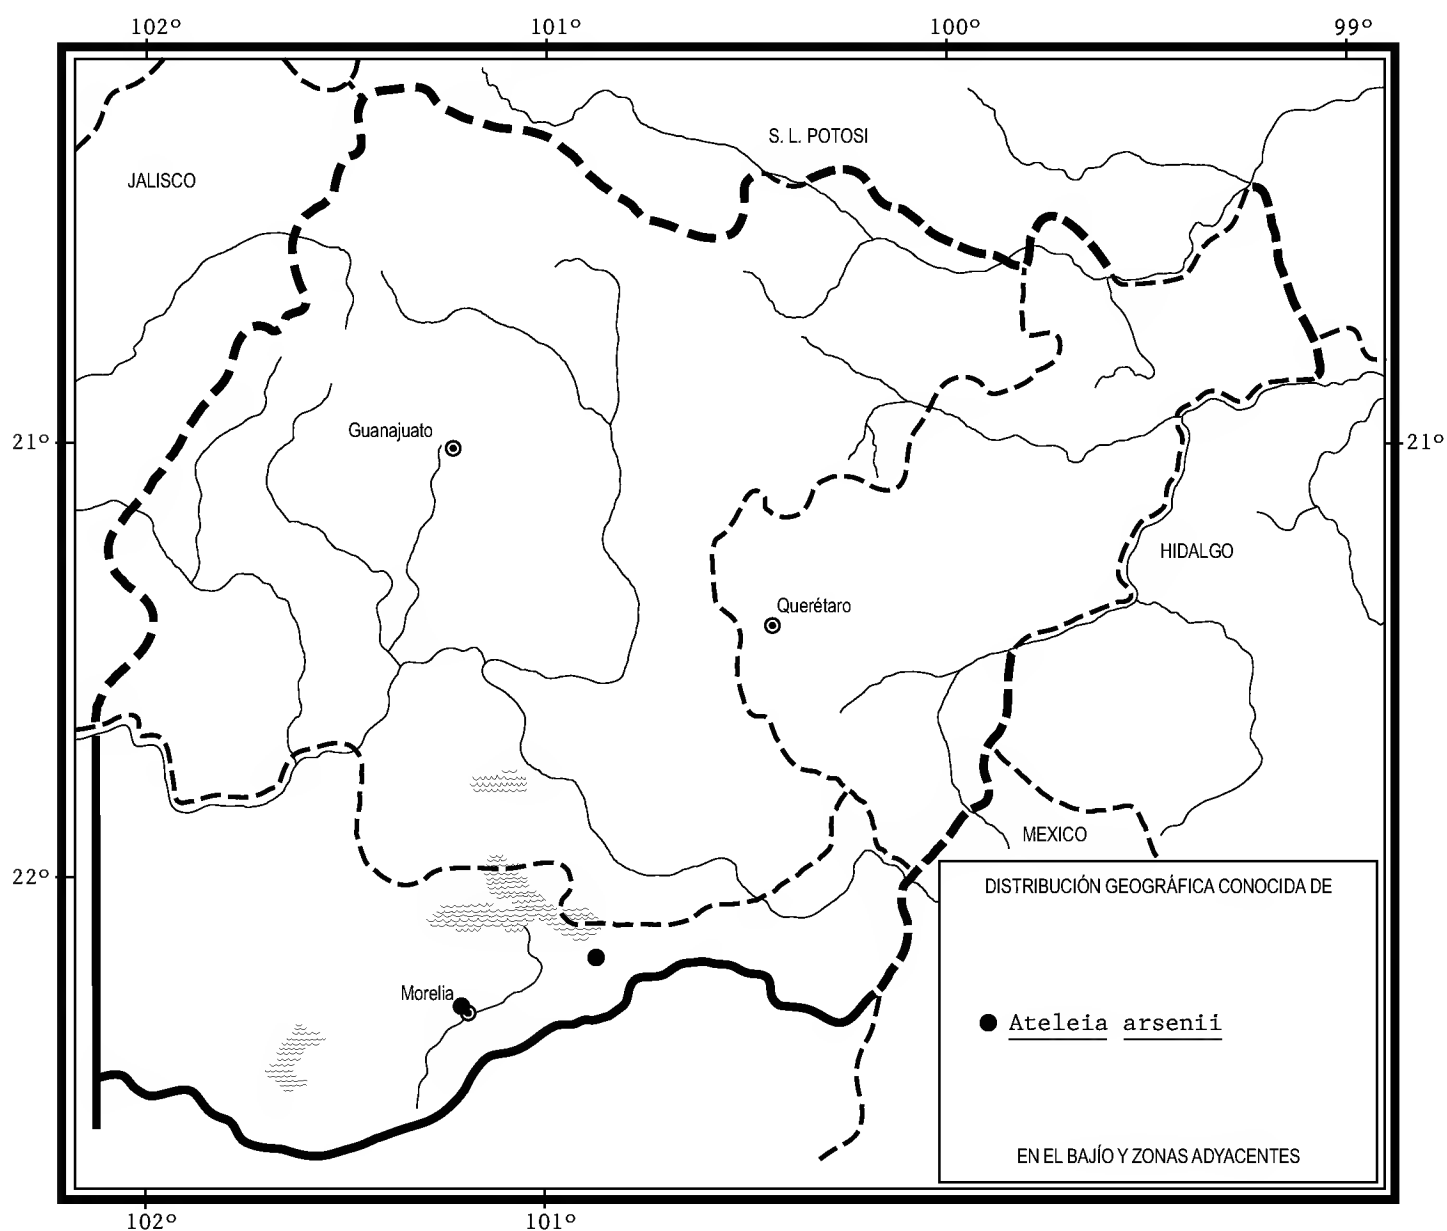 102º 101º 100º 99º
S. L. POTOSI
JALISCO
Guanajuato
21º 21º
HIDALGO
Querétaro
MEXICO
22º
DISTRIBUCIÓN GEOGRÁFICA CONOCIDA DE
Morelia
Ateleia arsenii
EN EL BAJÍO Y ZONAS ADYACENTES
102º 101º